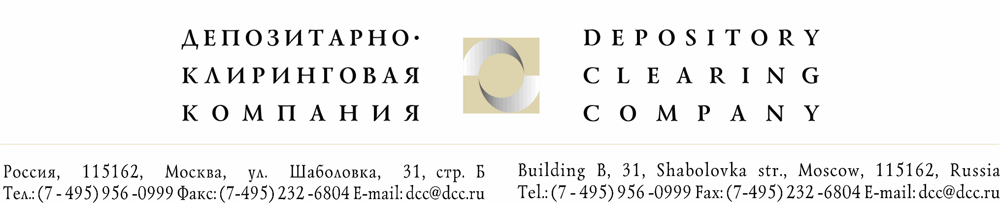 ДЕПОЗИТАРНО·
КЛИРИНГОВАЯ
КОМПАНИЯ
DEPOSITORY
CLEARING
COMPANY
Россия, 115162, Москва, ул. Шаболовка, 31, стр. Б
Тел.: (7 - 495) 956 -0999 Факс: (7-495) 232 -6804 E-mail: dcc@dcc.ru
Building B, 31, Shabolovka str., Moscow, 115162, Russia
Tel.: (7 - 495) 956 -0999 Fax: (7-495) 232 -6804 E-mail: dcc@dcc.ru